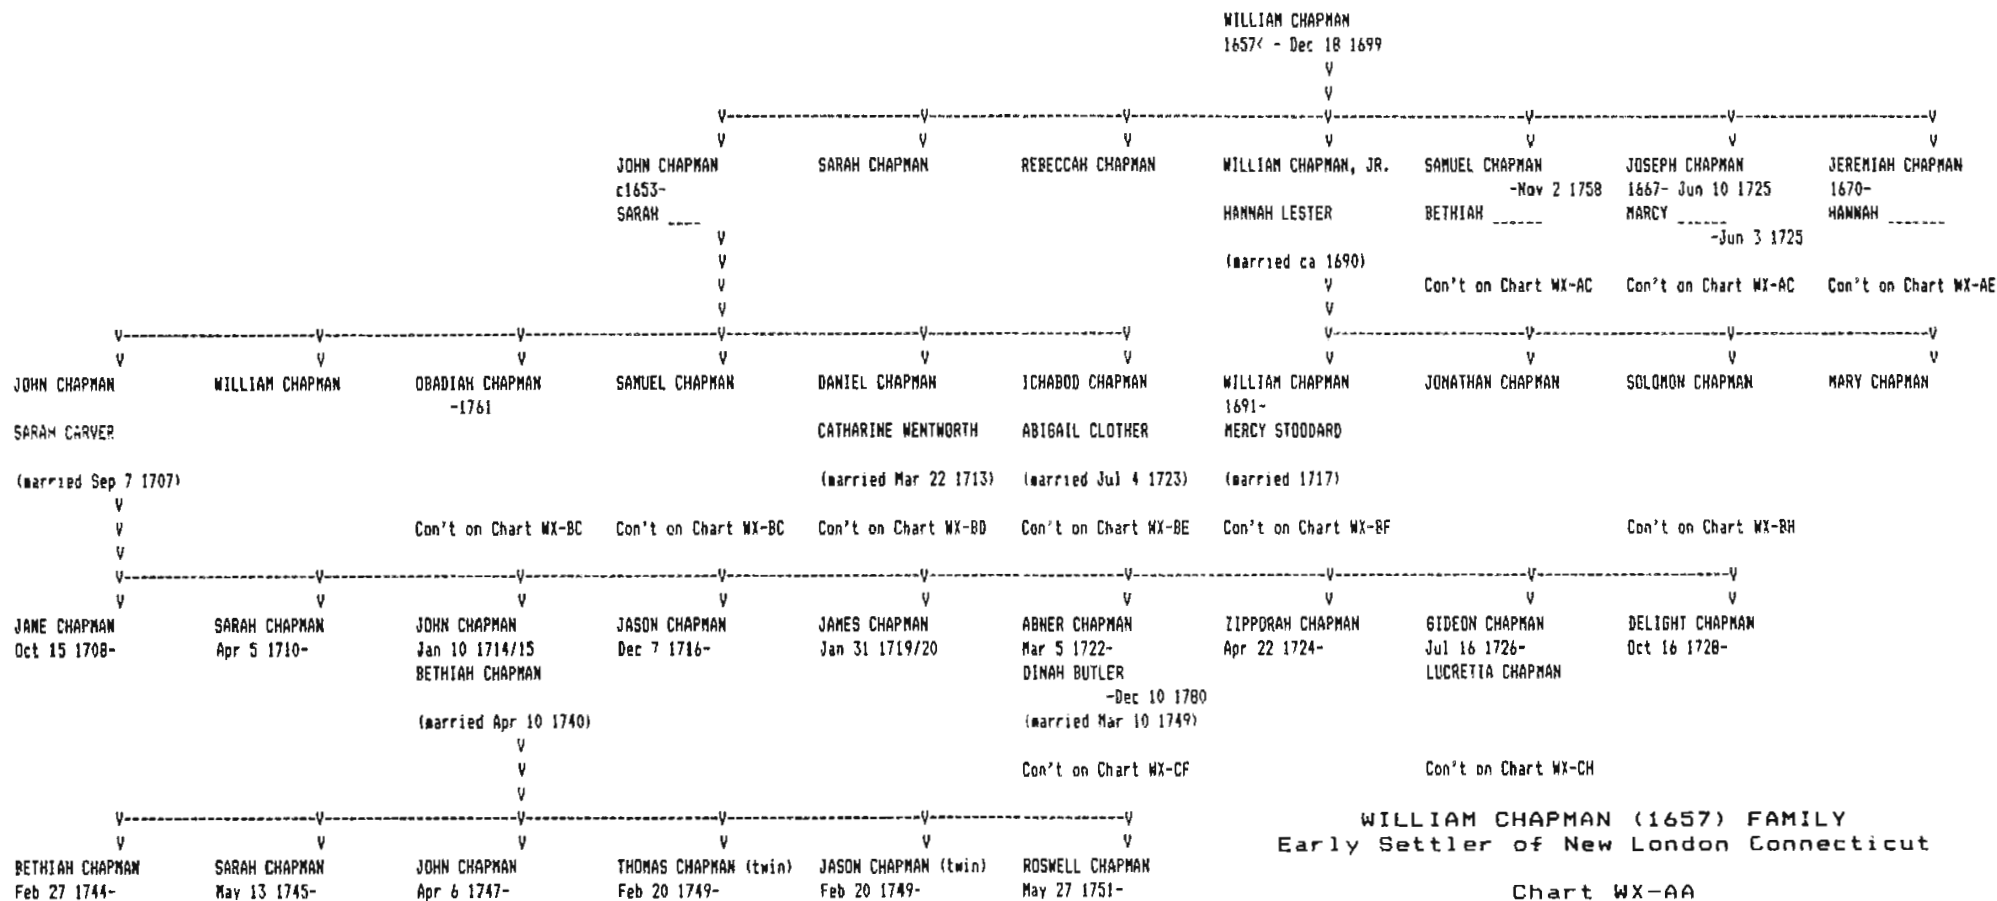 WILLIAM CHAPMAN
1657< - Dec 18 1699
V
V
V--------------------V--------------------V--------------------V--------------------V--------------------V--------------------V
V V V V V V V
JOHN CHAPMAN SARAH CHAPMAN REBECCAH CHAPMAN WILLIAM CHAPMAN, JR. SAMUEL CHAPMAN JOSEPH CHAPMAN JEREMIAH CHAPMAN
c1653- -Nov 2 1758 1667- Jun 10 1725 1670-
SARAH ____ HANNAH LESTER BETHIAH ______ MARCY ______ HANNAH _______
V -Jun 3 1725
V (married ca 1690)
V V Con't on Chart WX-AC Con't on Chart WX-AC Con't on Chart WX-AE
V V
V--------------------V--------------------V--------------------V--------------------V--------------------V V--------------------V--------------------V--------------------V
V V V V V V V V V V
JOHN CHAPMAN WILLIAM CHAPMAN OBADIAH CHAPMAN SAMUEL CHAPMAN DANIEL CHAPMAN ICHABOD CHAPMAN WILLIAM CHAPMAN JONATHAN CHAPMAN SOLOMON CHAPMAN MARY CHAPMAN
-1761 1691-
SARAH CARVER CATHARINE WENTWORTH ABIGAIL CLOTHER MERCY STODDARD
(married Sep 7 1707) (married Mar 22 1713) (married Jul 4 1723) (married 1717)
V
V Con't on Chart WX-BC Con't on Chart WX-BC Con't on Chart WX-BD Con't on Chart WX-BE Con't on Chart WX-BF Con't on Chart WX-BH
V
V--------------------V--------------------V--------------------V--------------------V--------------------V--------------------V--------------------V--------------------V
V V V V V V V V V
JANE CHAPMAN SARAH CHAPMAN JOHN CHAPMAN JASON CHAPMAN JAMES CHAPMAN ABNER CHAPMAN ZIPPORAH CHAPMAN GIDEON CHAPMAN DELIGHT CHAPMAN
Oct 15 1708- Apr 5 1710- Jan 10 1714/15 Dec 7 1716- Jan 31 1719/20 Mar 5 1722- Apr 22 1724- Jul 16 1726- Oct 16 1728-
BETHIAH CHAPMAN DINAH BUTLER LUCRETIA CHAPMAN
-Dec 10 1780
(married Apr 10 1740) (married Mar 10 1749)
V
V Con't on Chart WX-CF Con't on Chart WX-CH
V
V--------------------V--------------------V--------------------V--------------------V--------------------V
V V V V V V
BETHIAH CHAPMAN SARAH CHAPMAN JOHN CHAPMAN THOMAS CHAPMAN (twin) JASON CHAPMAN (twin) ROSWELL CHAPMAN
Feb 27 1744- May 13 1745- Apr 6 1747- Feb 20 1749- Feb 20 1749- May 27 1751-
WILLIAM CHAPMAN (1657) FAMILY
Early Settler of New London Connecticut
Chart WX-AA